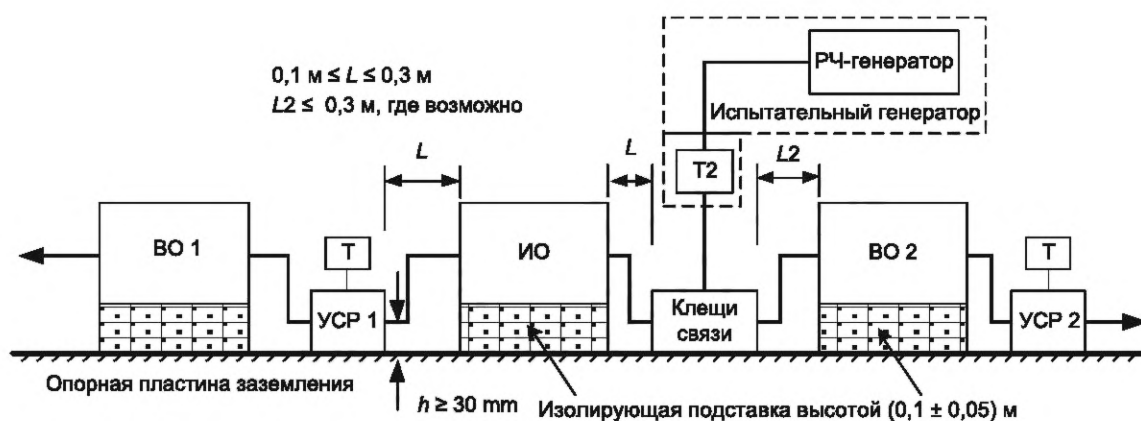 РЧ-генератор
0,1 м ≤ L ≤ 0,3 м
L2 ≤ 0,3 м, где возможно
Испытательный генератор
L
L
T2
L2
ВО 1
T
ИО
ВО 2
T
УСР 1
Клещи
связи
УСР 2
Опорная пластина заземления
h ≥ 30 mm
Изолирующая подставка высотой (0,1 ± 0,05) м